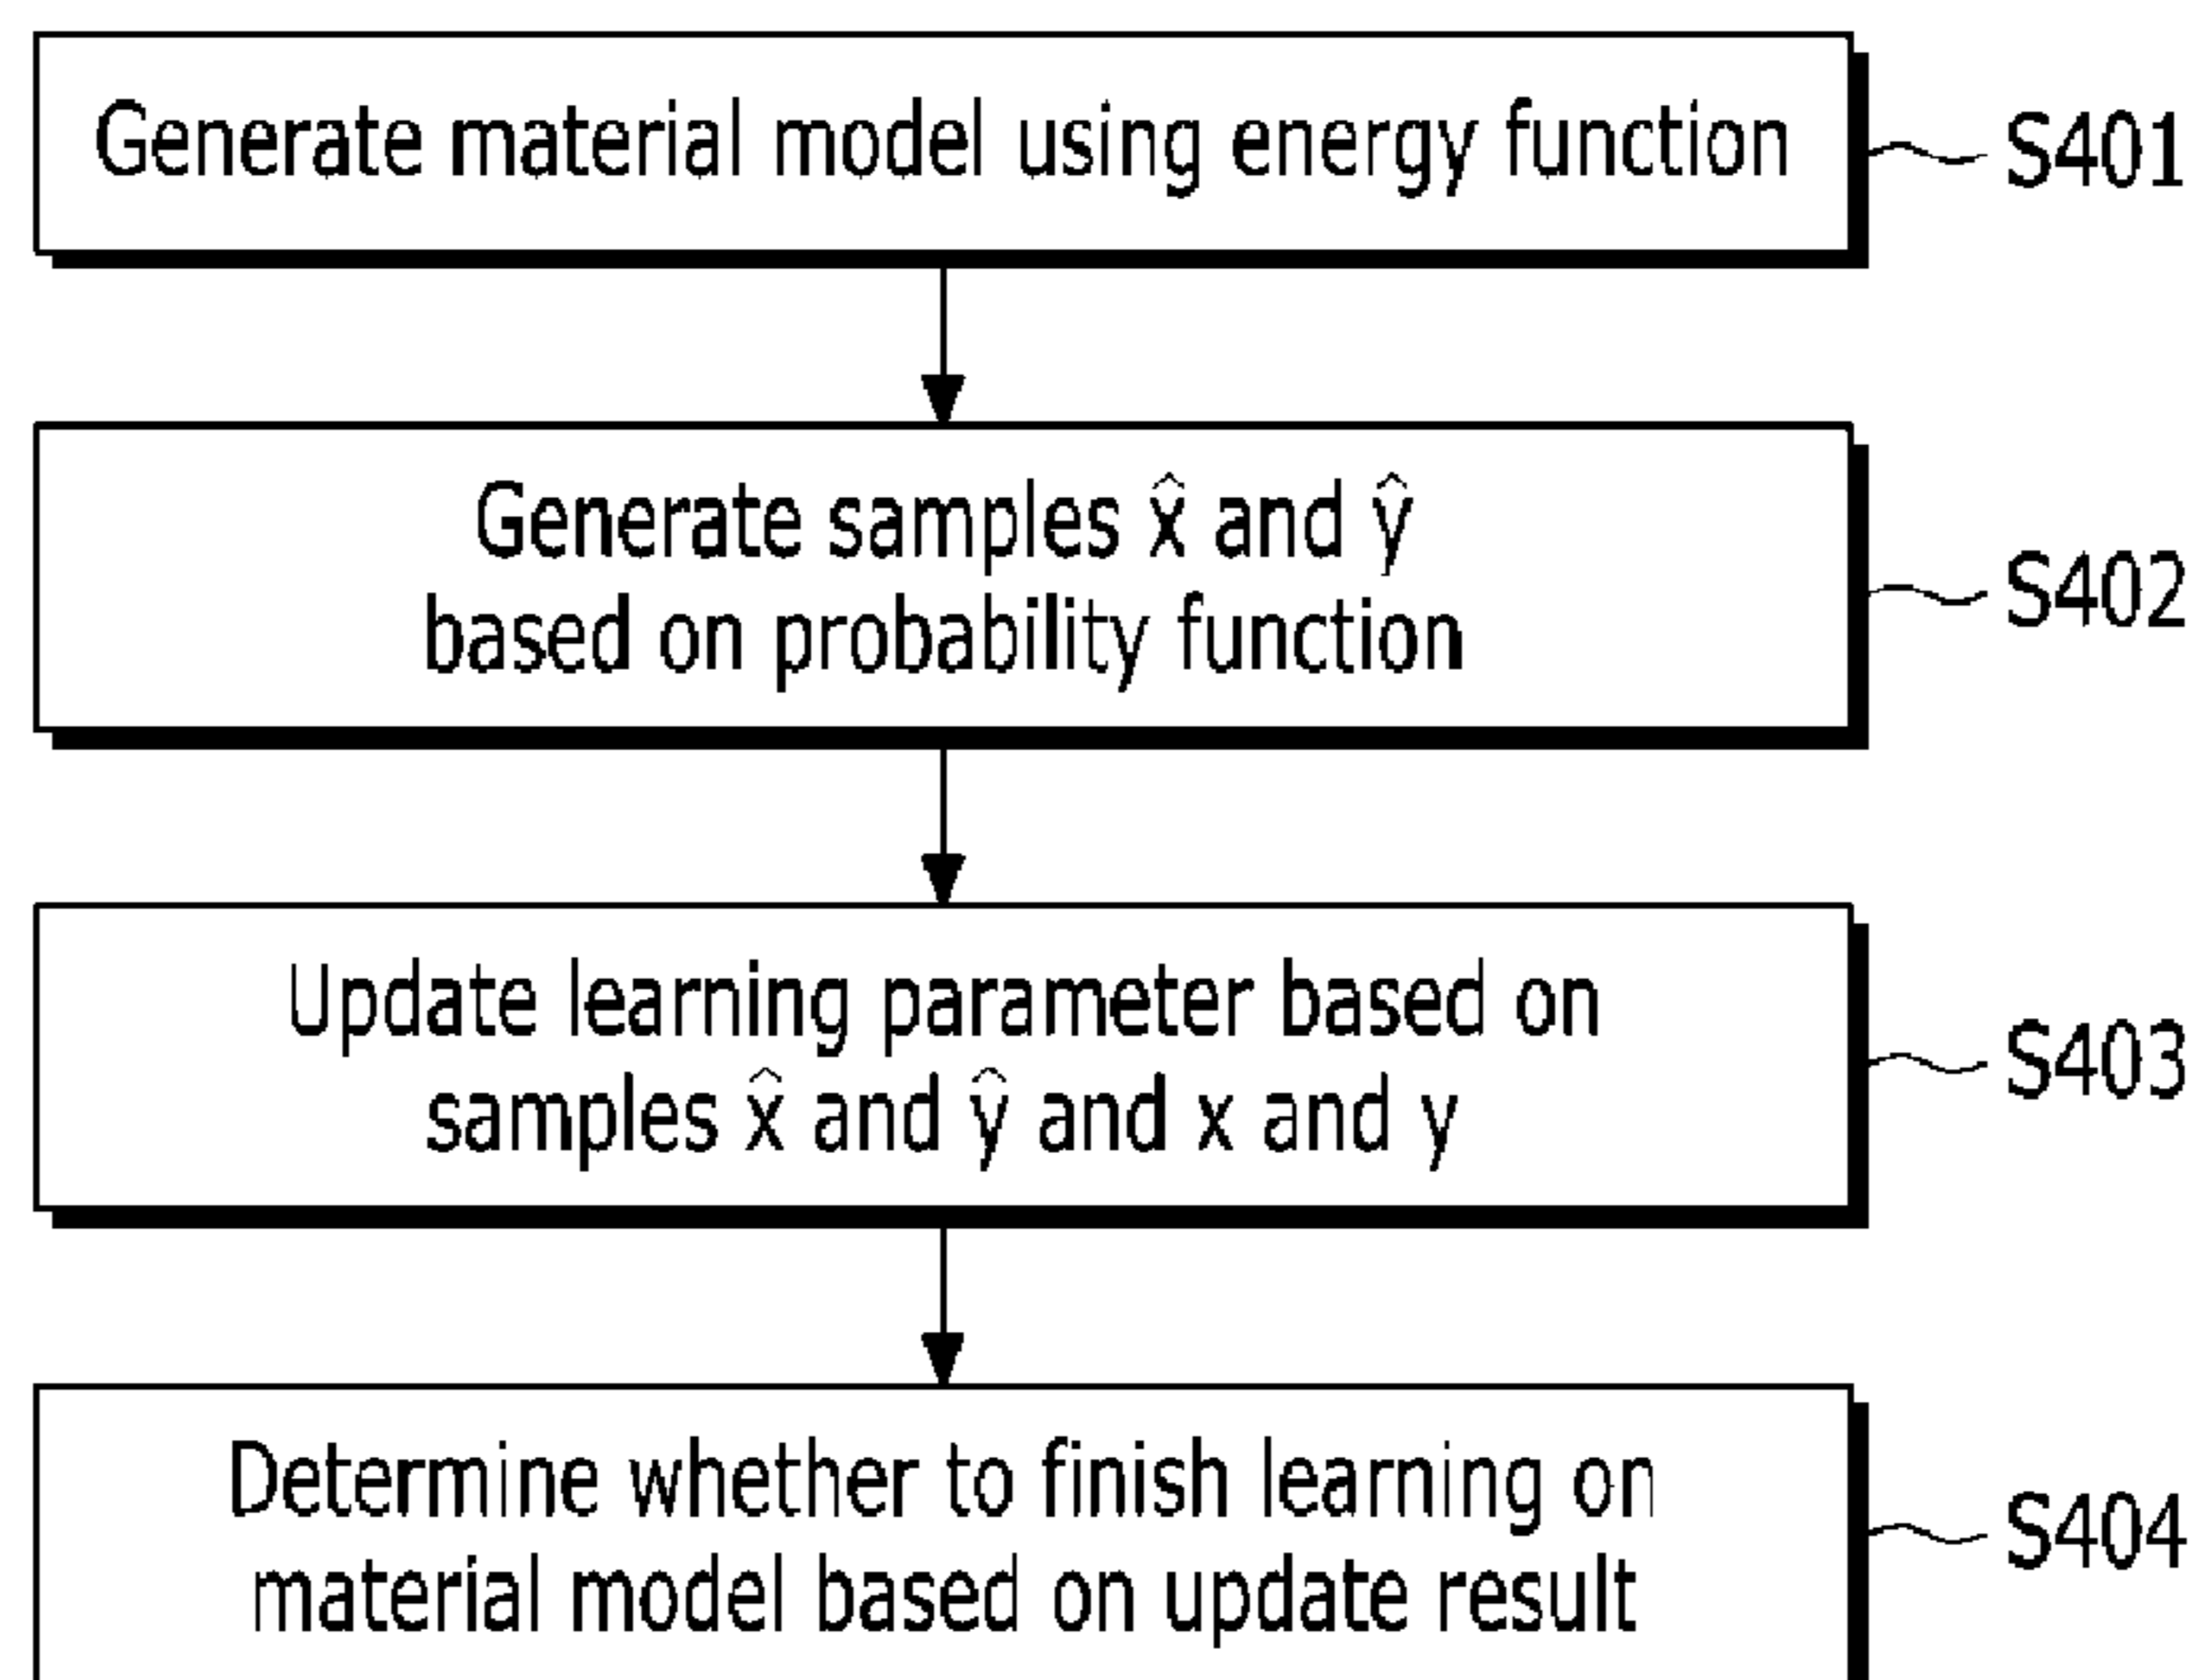 Generate material model using energy function
S401
Generate samples x̂ and ŷ
based on probability function
S402
Update learning parameter based on
samples x̂ and ŷ and x and y
S403
Determine whether to finish learning on
material model based on update result
S404